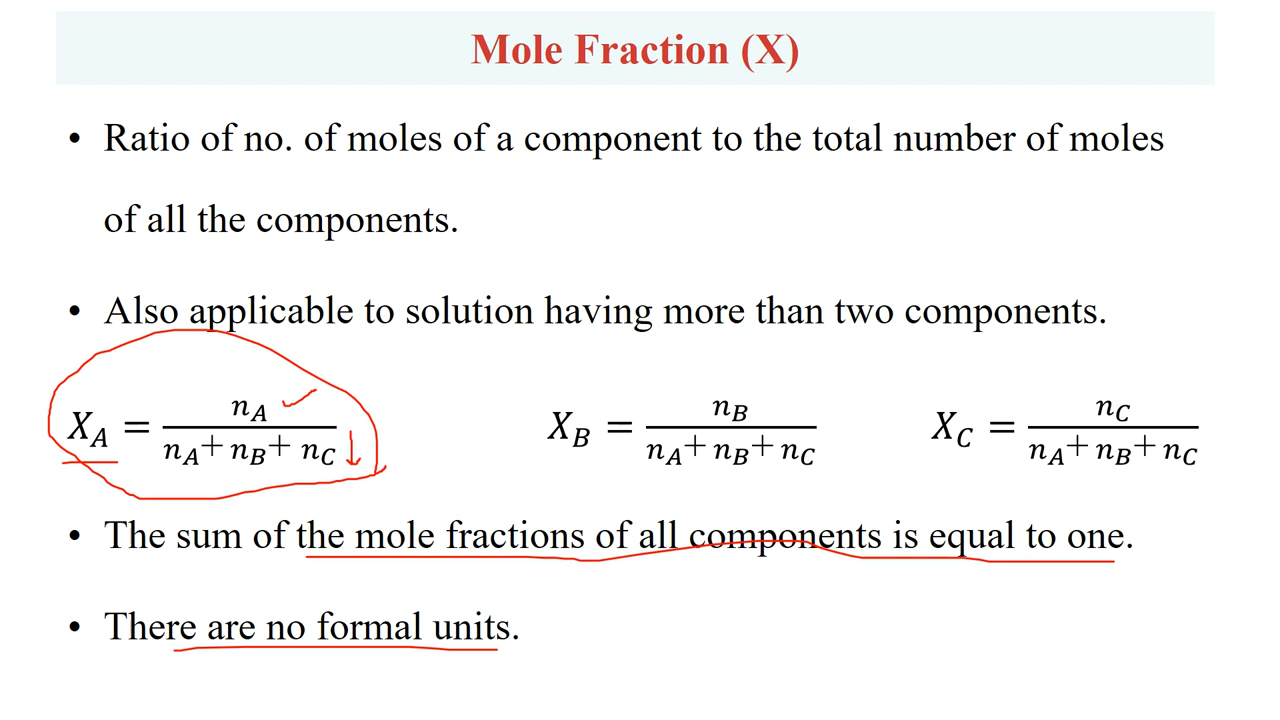 Mole Fraction (X)
• Ratio of no. of moles of a component to the total number of moles
of all the components.
• Also applicable to solution having more than two components.
X_A = n_A / (n_A + n_B + n_C)    X_B = n_B / (n_A + n_B + n_C)    X_C = n_C / (n_A + n_B + n_C)
• The sum of the mole fractions of all components is equal to one.
• There are no formal units.